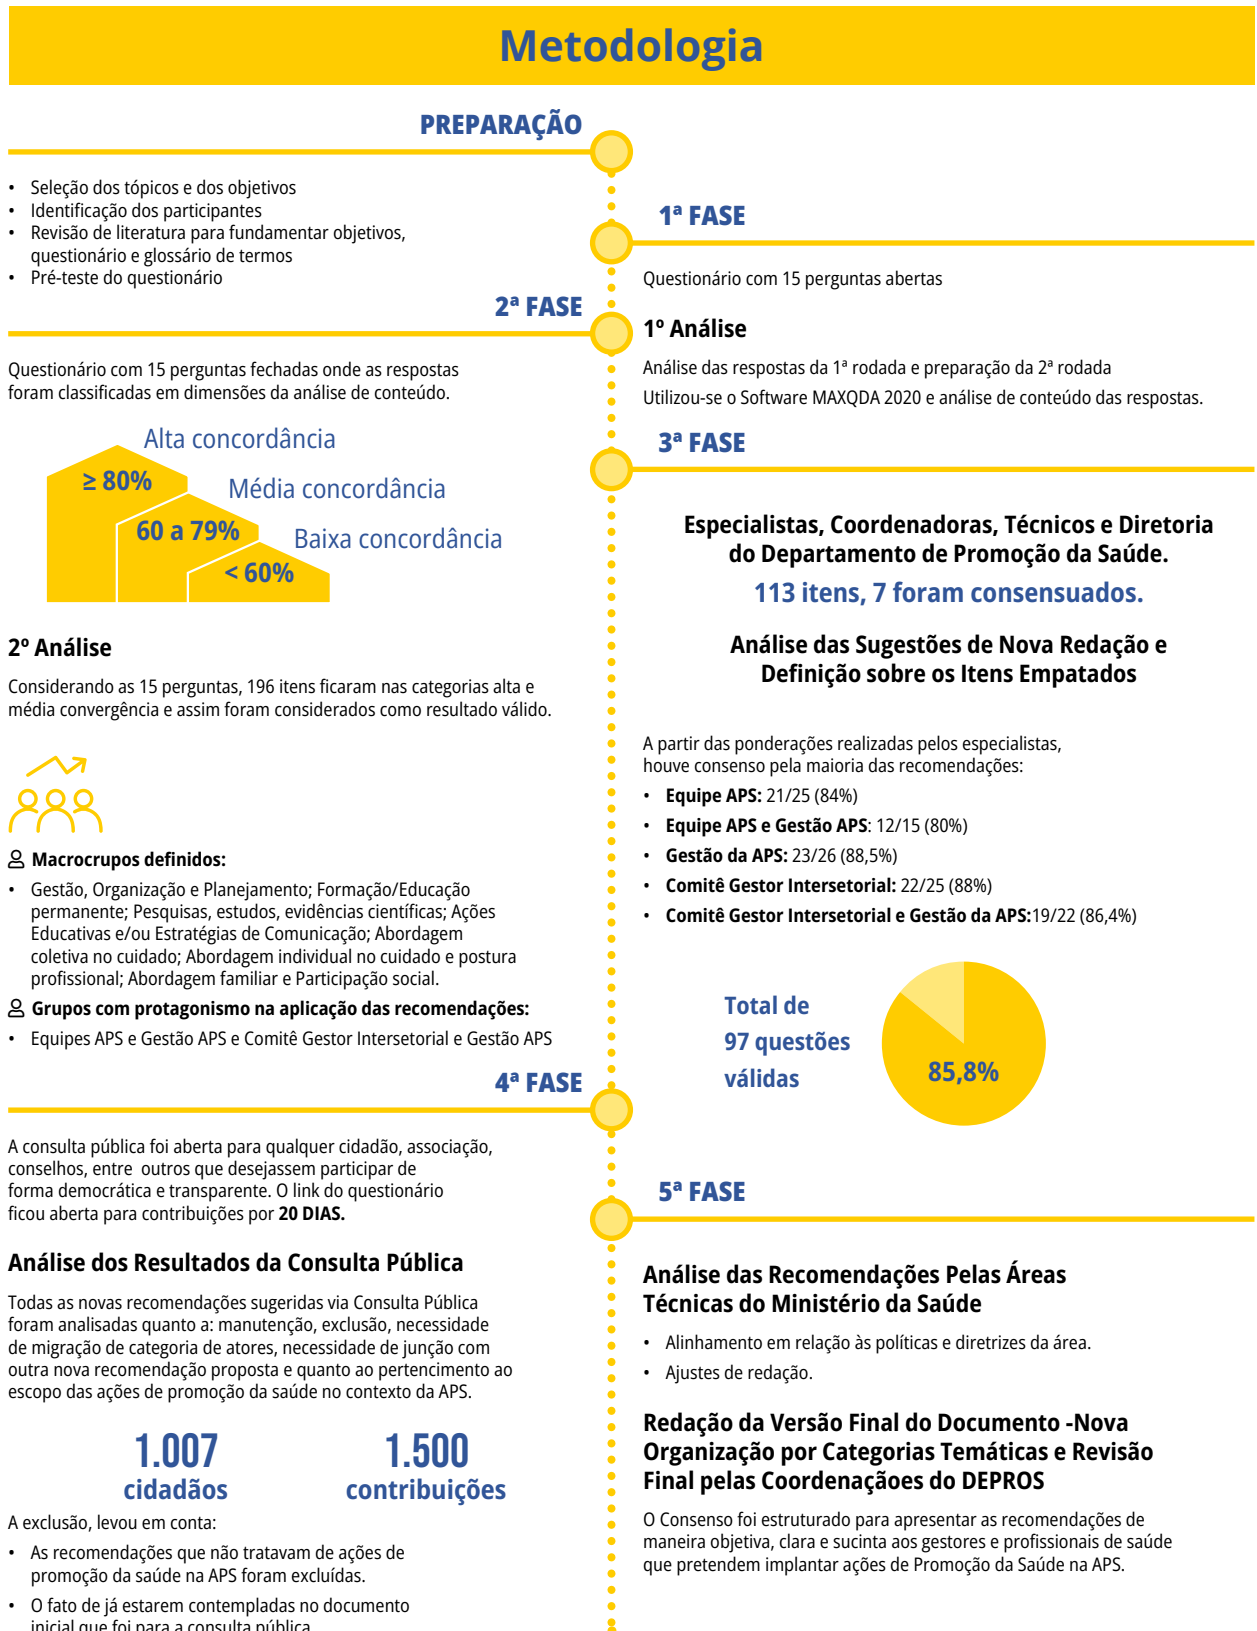 Metodologia
PREPARAÇÃO
• Seleção dos tópicos e dos objetivos
• Identificação dos participantes
• Revisão de literatura para fundamentar objetivos,
questionário e glossário de termos
• Pré-teste do questionário
1ª FASE
Questionário com 15 perguntas abertas
1º Análise
Análise das respostas da 1ª rodada e preparação da 2ª rodada
Utilizou-se o Software MAXQDA 2020 e análise de conteúdo das respostas.
2ª FASE
Questionário com 15 perguntas fechadas onde as respostas
foram classificadas em dimensões da análise de conteúdo.
Alta concordância
≥ 80%
Média concordância
60 a 79%
Baixa concordância
< 60%
2º Análise
Considerando as 15 perguntas, 196 itens ficaram nas categorias alta e
média convergência e assim foram considerados como resultado válido.
Macrocrupos definidos:
• Gestão, Organização e Planejamento; Formação/Educação
permanente; Pesquisas, estudos, evidências científicas; Ações
Educativas e/ou Estratégias de Comunicação; Abordagem
coletiva no cuidado; Abordagem individual no cuidado e postura
profissional; Abordagem familiar e Participação social.
Grupos com protagonismo na aplicação das recomendações:
• Equipes APS e Gestão APS e Comitê Gestor Intersetorial e Gestão APS
3ª FASE
Especialistas, Coordenadoras, Técnicos e Diretoria
do Departamento de Promoção da Saúde.
113 itens, 7 foram consensuados.
Análise das Sugestões de Nova Redação e
Definição sobre os Itens Empatados
A partir das ponderações realizadas pelos especialistas,
houve consenso pela maioria das recomendações:
• Equipe APS: 21/25 (84%)
• Equipe APS e Gestão APS: 12/15 (80%)
• Gestão da APS: 23/26 (88,5%)
• Comitê Gestor Intersetorial: 22/25 (88%)
• Comitê Gestor Intersetorial e Gestão da APS:19/22 (86,4%)
Total de
97 questões
válidas
85,8%
4ª FASE
A consulta pública foi aberta para qualquer cidadão, associação,
conselhos, entre outros que desejassem participar de
forma democrática e transparente. O link do questionário
ficou aberta para contribuições por 20 DIAS.
Análise dos Resultados da Consulta Pública
Todas as novas recomendações sugeridas via Consulta Pública
foram analisadas quanto a: manutenção, exclusão, necessidade
de migração de categoria de atores, necessidade de junção com
outra nova recomendação proposta e quanto ao pertencimento ao
escopo das ações de promoção da saúde no contexto da APS.
1.007
cidadãos
1.500
contribuições
A exclusão, levou em conta:
• As recomendações que não tratavam de ações de
promoção da saúde na APS foram excluídas.
• O fato de já estarem contempladas no documento
inicial que foi para a consulta pública
5ª FASE
Análise das Recomendações Pelas Áreas
Técnicas do Ministério da Saúde
• Alinhamento em relação às políticas e diretrizes da área.
• Ajustes de redação.
Redação da Versão Final do Documento -Nova
Organização por Categorias Temáticas e Revisão
Final pelas Coordenaçãoes do DEPROS
O Consenso foi estruturado para apresentar as recomendações de
maneira objetiva, clara e sucinta aos gestores e profissionais de saúde
que pretendem implantar ações de Promoção da Saúde na APS.